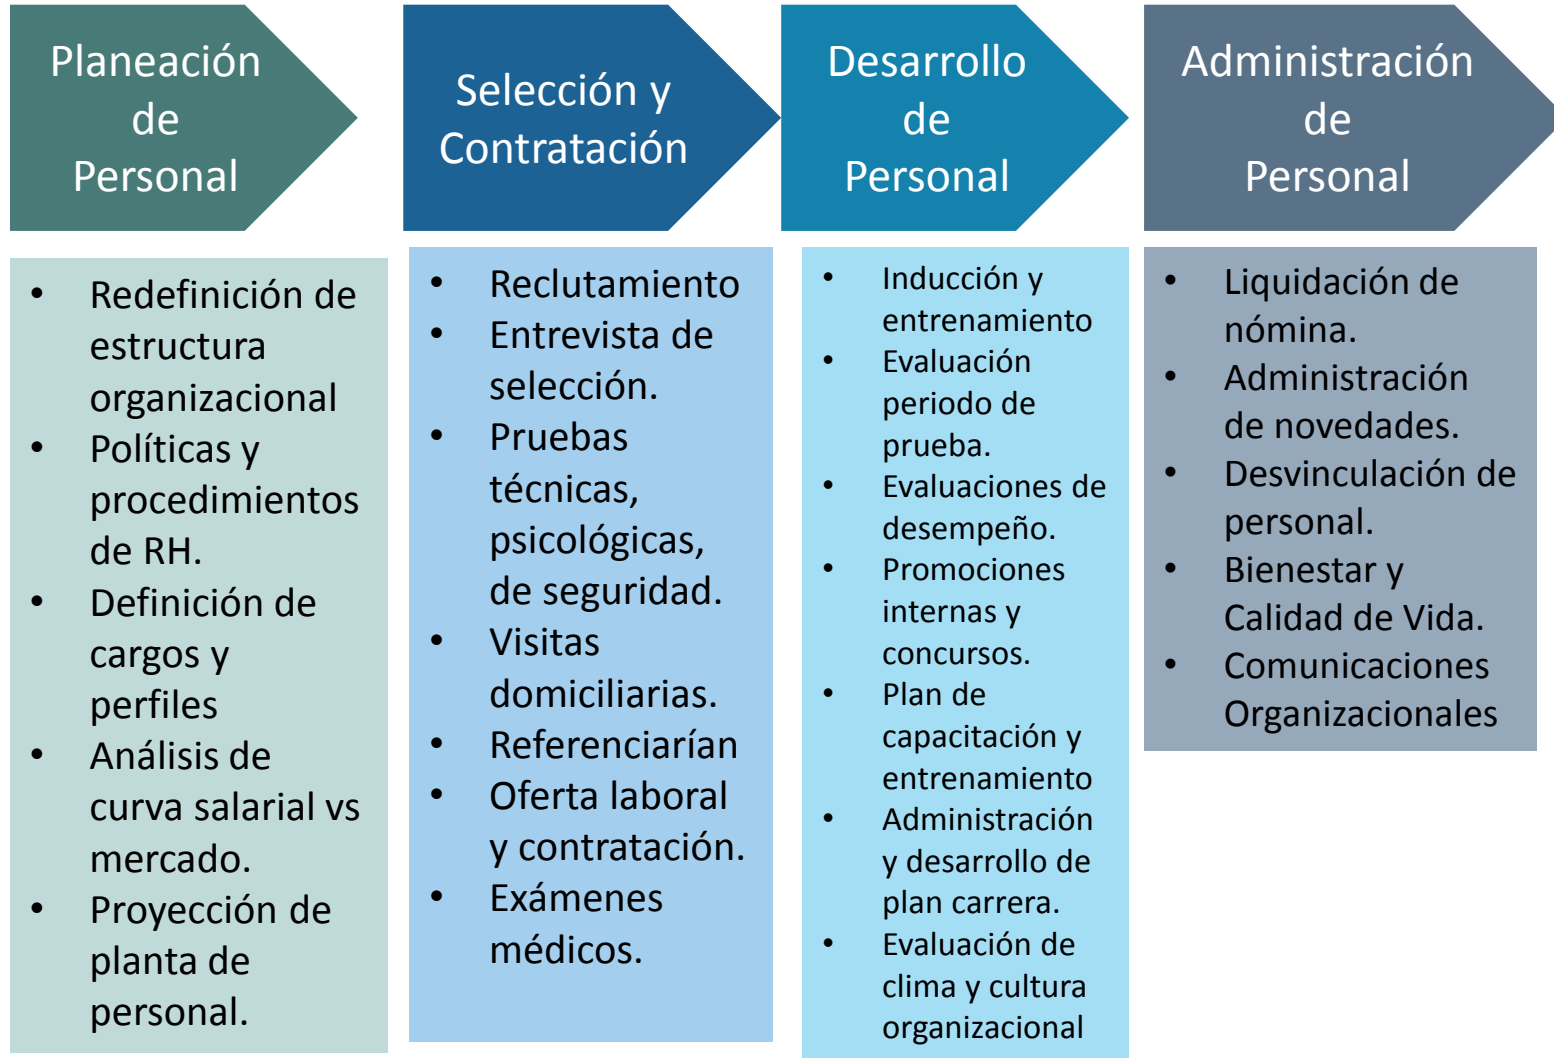 Planeación
de
Personal
Selección y
Contratación
Desarrollo
de
Personal
Administración
de
Personal
• Redefinición de
estructura
organizacional
• Políticas y
procedimientos
de RH.
• Definición de
cargos y
perfiles
• Análisis de
curva salarial vs
mercado.
• Proyección de
planta de
personal.
• Reclutamiento
• Entrevista de
selección.
• Pruebas
técnicas,
psicológicas,
de seguridad.
• Visitas
domiciliarias.
• Referenciarían
• Oferta laboral
y contratación.
• Exámenes
médicos.
• Inducción y
entrenamiento
• Evaluación
periodo de
prueba.
• Evaluaciones de
desempeño.
• Promociones
internas y
concursos.
• Plan de
capacitación y
entrenamiento
• Administración
y desarrollo de
plan carrera.
• Evaluación de
clima y cultura
organizacional
• Liquidación de
nómina.
• Administración
de novedades.
• Desvinculación de
personal.
• Bienestar y
Calidad de Vida.
• Comunicaciones
Organizacionales